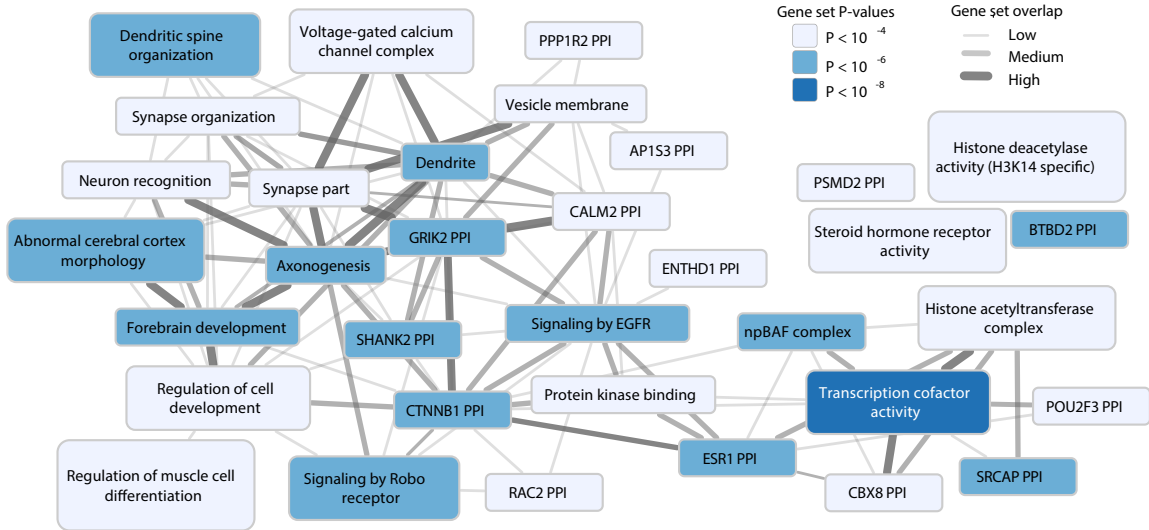 Gene set P-values
P < 10 -4
P < 10 -6
P < 10 -8
Gene set overlap
Low
Medium
High
Dendritic spine
organization
Voltage-gated calcium
channel complex
PPP1R2 PPI
Synapse organization
Vesicle membrane
AP1S3 PPI
Histone deacetylase
activity (H3K14 specific)
Neuron recognition
Synapse part
Dendrite
PSMD2 PPI
CALM2 PPI
Abnormal cerebral cortex
morphology
GRIK2 PPI
Steroid hormone receptor
activity
BTBD2 PPI
Axonogenesis
ENTHD1 PPI
Forebrain development
SHANK2 PPI
Signaling by EGFR
npBAF complex
Histone acetyltransferase
complex
Regulation of cell
development
CTNNB1 PPI
Protein kinase binding
Transcription cofactor
activity
POU2F3 PPI
Regulation of muscle cell
differentiation
Signaling by Robo
receptor
RAC2 PPI
ESR1 PPI
CBX8 PPI
SRCAP PPI